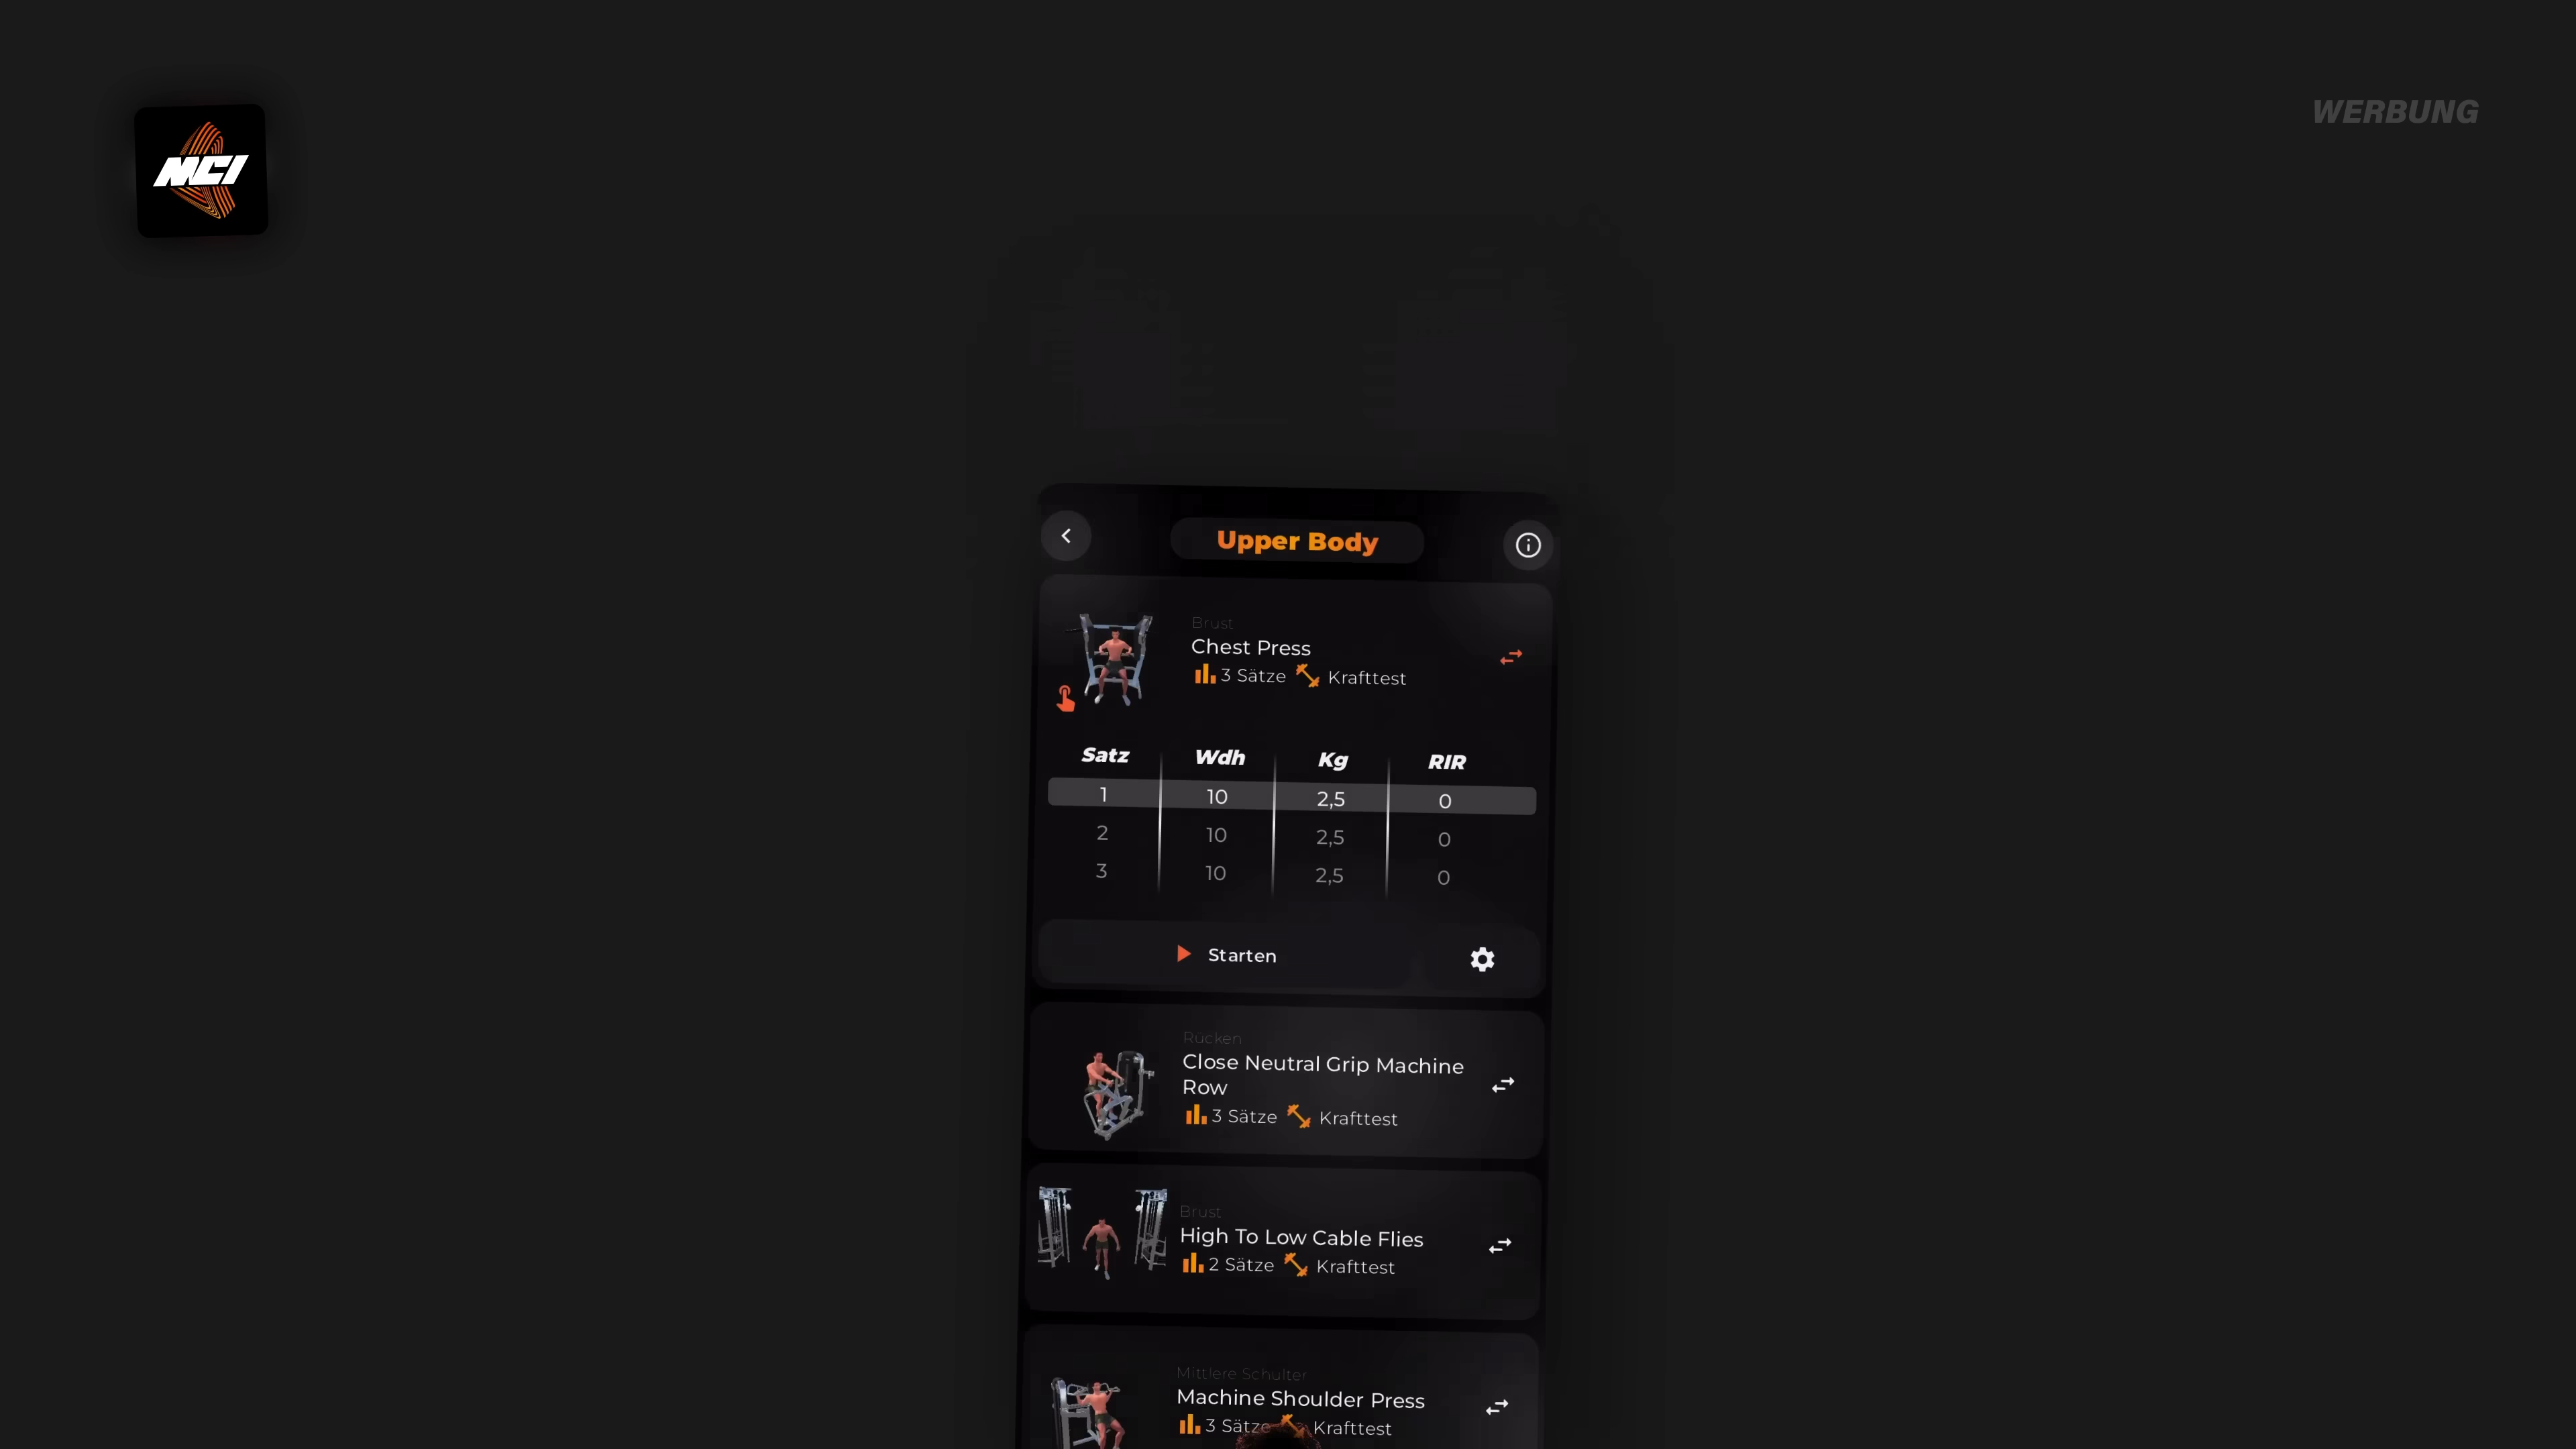 MCI
WERBUNG
Upper Body
Brust
Chest Press
3 Sätze Krafttest
Satz Wdh Kg RIR
1 10 2,5 0
2 10 2,5 0
3 10 2,5 0
Starten
Rücken
Close Neutral Grip Machine
Row
3 Sätze Krafttest
Brust
High To Low Cable Flies
2 Sätze Krafttest
Mittlere Schulter
Machine Shoulder Press
3 Sätze Krafttest